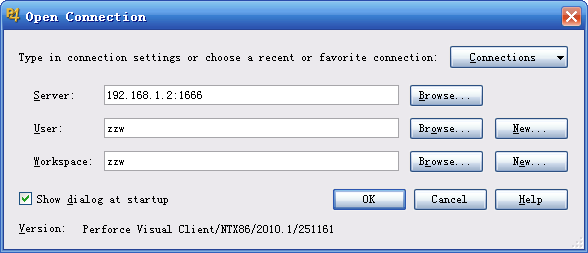 Open Connection
Type in connection settings or choose a recent or favorite connection: Connections
Server: 192.168.1.2:1666 Browse...
User: zzw Browse... New...
Workspace: zzw Browse... New...
Show dialog at startup OK Cancel Help
Version: Perforce Visual Client/NTX86/2010.1/251161